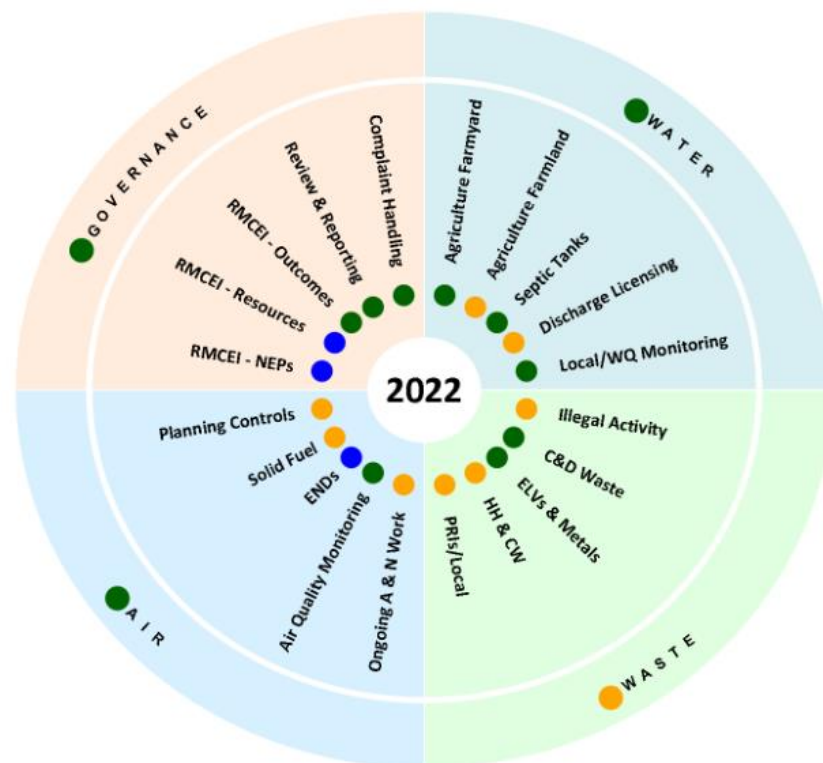 GOVERNANCE
WATER
Complaint Handling
Review & Reporting
RMCEI - Outcomes
RMCEI - Resources
RMCEI - NEPs
Agriculture Farmyard
Agriculture Farmland
Septic Tanks
Discharge Licensing
Local/WQ Monitoring
2022
Planning Controls
Solid Fuel
ENDs
Air Quality Monitoring
Ongoing A & N Work
Illegal Activity
C&D Waste
ELVs & Metals
HH & CW
PRIs/Local
AIR
WASTE